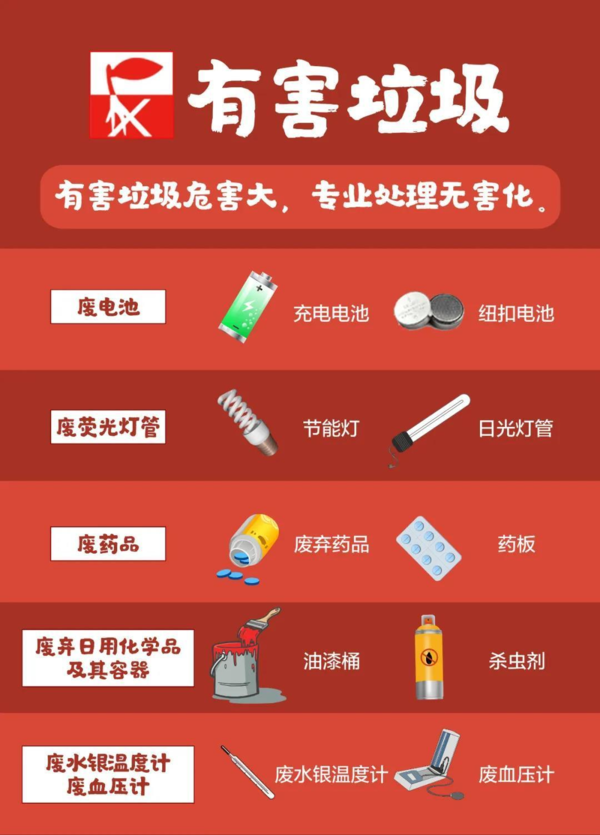 有害垃圾
有害垃圾危害大，专业处理无害化。
废电池
充电电池
纽扣电池
废荧光灯管
节能灯
日光灯管
废药品
废弃药品
药板
废弃日用化学品
及其容器
油漆桶
杀虫剂
废水银温度计
废血压计
废水银温度计
废血压计